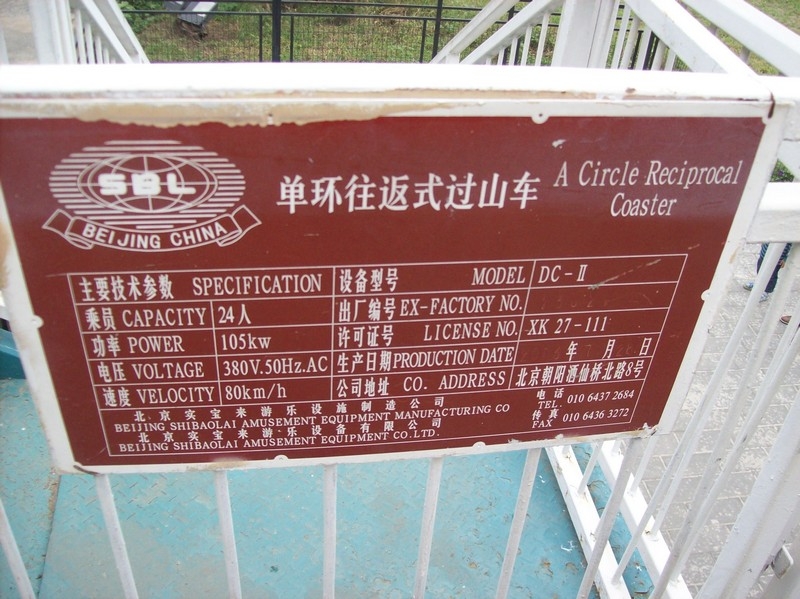 SBL
BEIJING CHINA
单环往返式过山车 A Circle Reciprocal
Coaster
主要技术参数 SPECIFICATION 设备型号 MODEL DC-Ⅱ
乘员 CAPACITY 24人 出厂编号 EX-FACTORY NO.
功率 POWER 105kw 许可证号 LICENSE NO. XK 27-111
电压 VOLTAGE 380V.50Hz.AC 生产日期 PRODUCTION DATE 年 月 日
速度 VELOCITY 80km/h 公司地址 CO. ADDRESS 北京朝阳酒仙桥北路8号
北京实宝来游乐设施制造公司 电话
BEIJING SHIBAOLAI AMUSEMENT EQUIPMENT MANUFACTURING CO TEL. 010 6437 2684
北京实宝来游乐设备有限公司 传真
BEIJING SHIBAOLAI AMUSEMENT EQUIPMENT CO.LTD. FAX 010 6436 3272